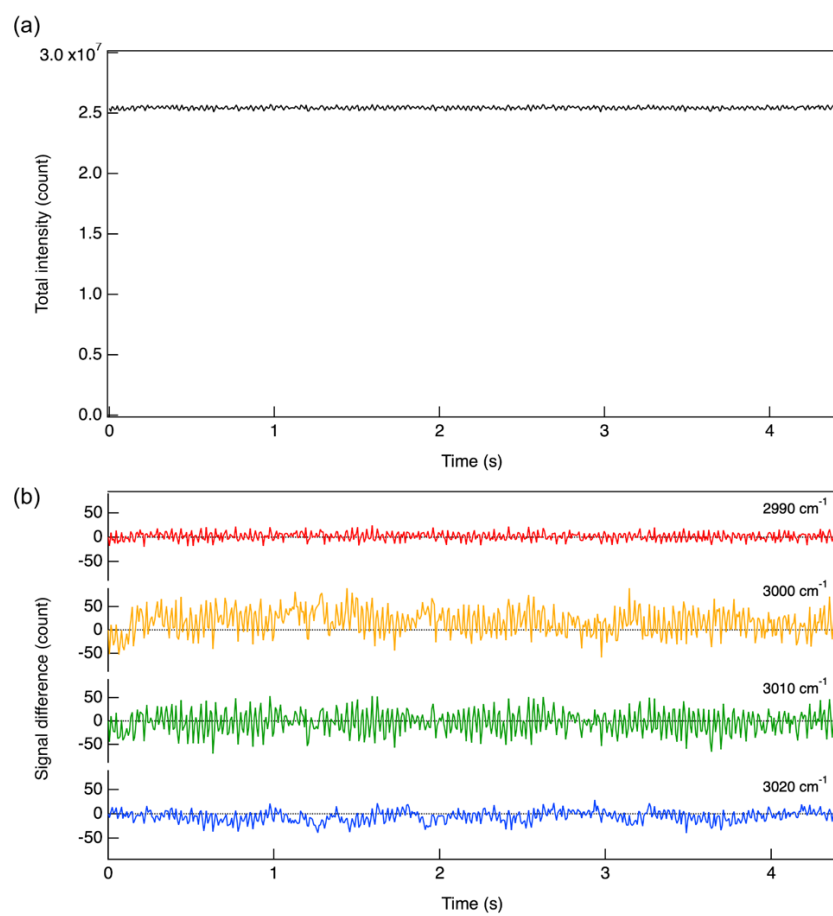 (a)
3.0 x10⁷
2.5
2.0
1.5
1.0
0.5
0.0
Total intensity (count)
0 1 2 3 4
Time (s)
(b)
2990 cm⁻¹
50
0
-50
3000 cm⁻¹
50
0
-50
3010 cm⁻¹
50
0
-50
3020 cm⁻¹
50
0
-50
Signal difference (count)
0 1 2 3 4
Time (s)